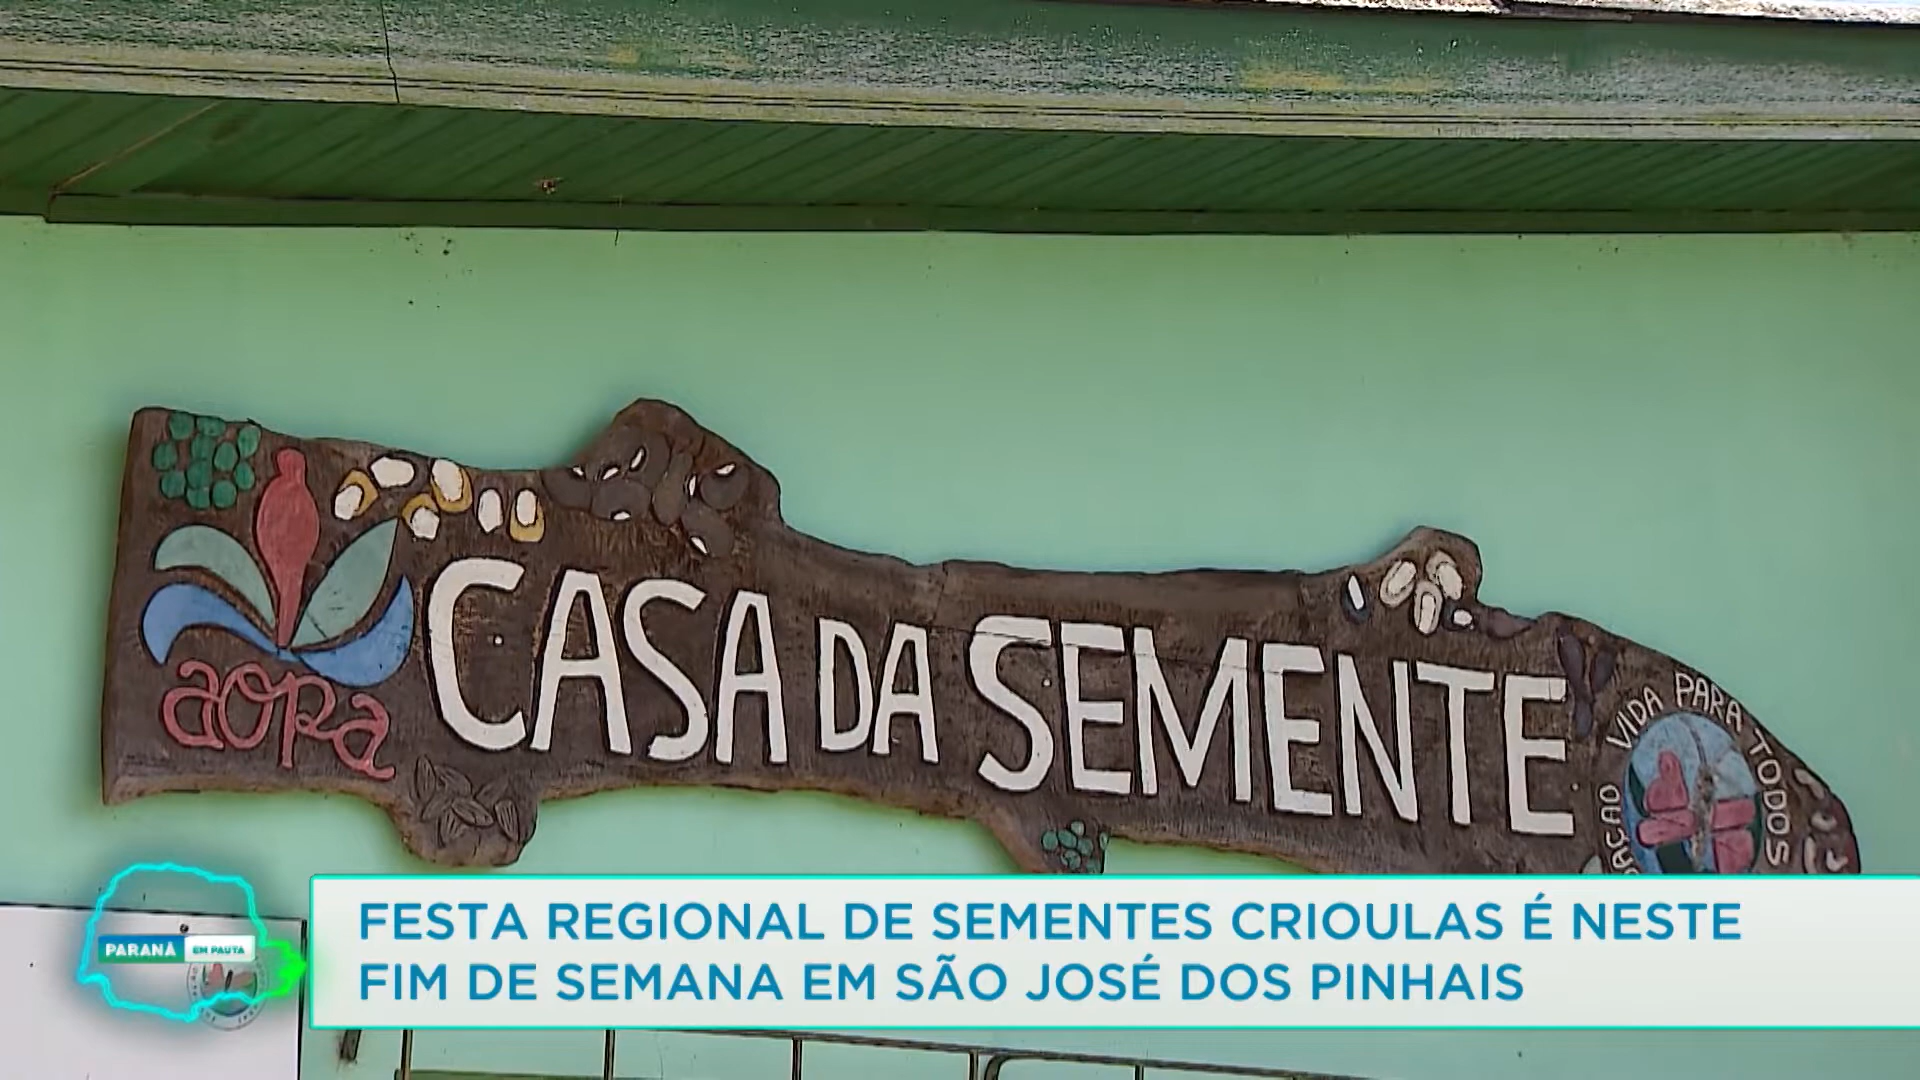 aopa
CASA DA SEMENTE
VIDA PARA TODOS
PARANÁ EM PAUTA
FESTA REGIONAL DE SEMENTES CRIOULAS É NESTE
FIM DE SEMANA EM SÃO JOSÉ DOS PINHAIS